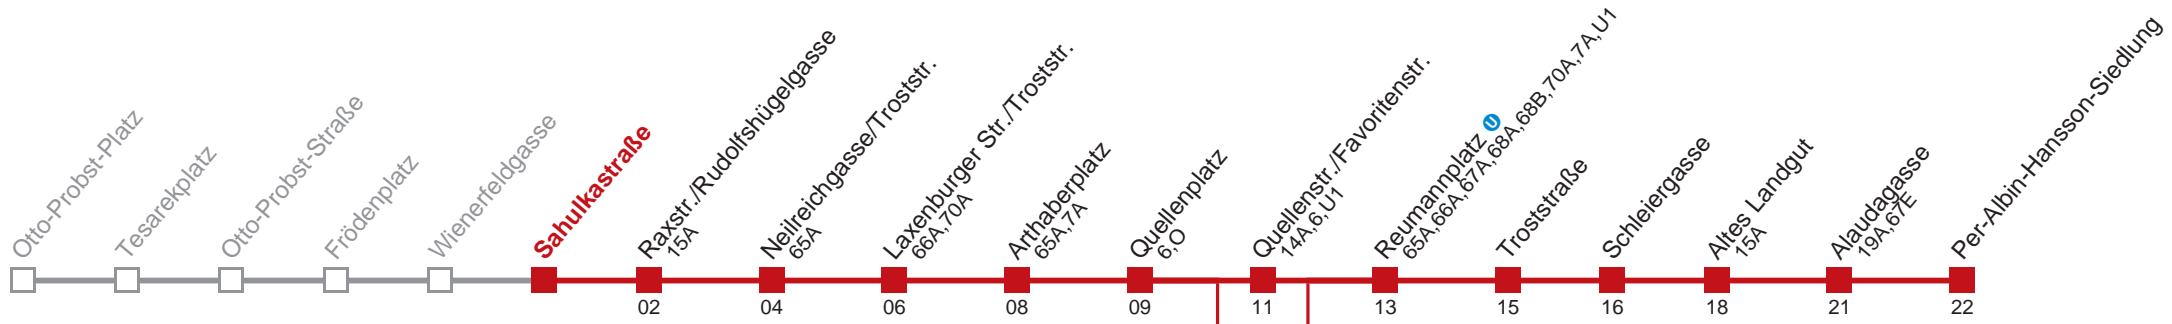 Otto-Probst-Platz
Tesarekplatz
Otto-Probst-Straße
Frödenplatz
Wienerfeldgasse
Sahulkastraße
Raxstr./Rudolfshügelgasse
15A
Neilreichgasse/Troststr.
65A
Laxenburger Str./Troststr.
66A,70A
Arthaberplatz
65A,7A
Quellenplatz
6,O
Quellenstr./Favoritenstr.
14A,6,U1
Reumannplatz U
65A,66A,67A,68A,68B,70A,7A,U1
Troststraße
Schleiergasse
Altes Landgut
15A
Alaudagasse
19A,67E
Per-Albin-Hansson-Siedlung
02 04 06 08 09 11 13 15 16 18 21 22